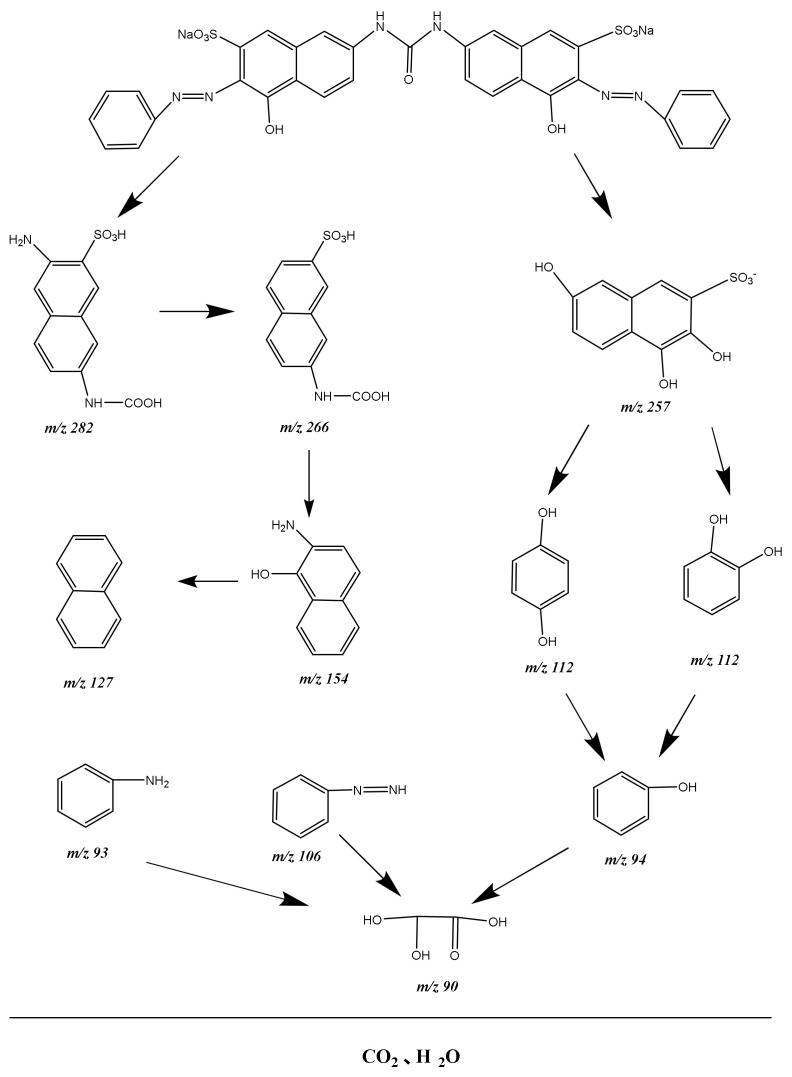 H H
NaO3S N N SO3Na
O
N N N N
OH OH
H2N SO3H SO3H HO SO3-
OH
OH
NH COOH NH COOH
m/z 282 m/z 266 m/z 257
H2N OH OH
HO OH
OH
m/z 127 m/z 154 m/z 112 m/z 112
NH2 N NH OH
m/z 93 m/z 106 m/z 94
HO OH
OH O
m/z 90
CO2、H 2O